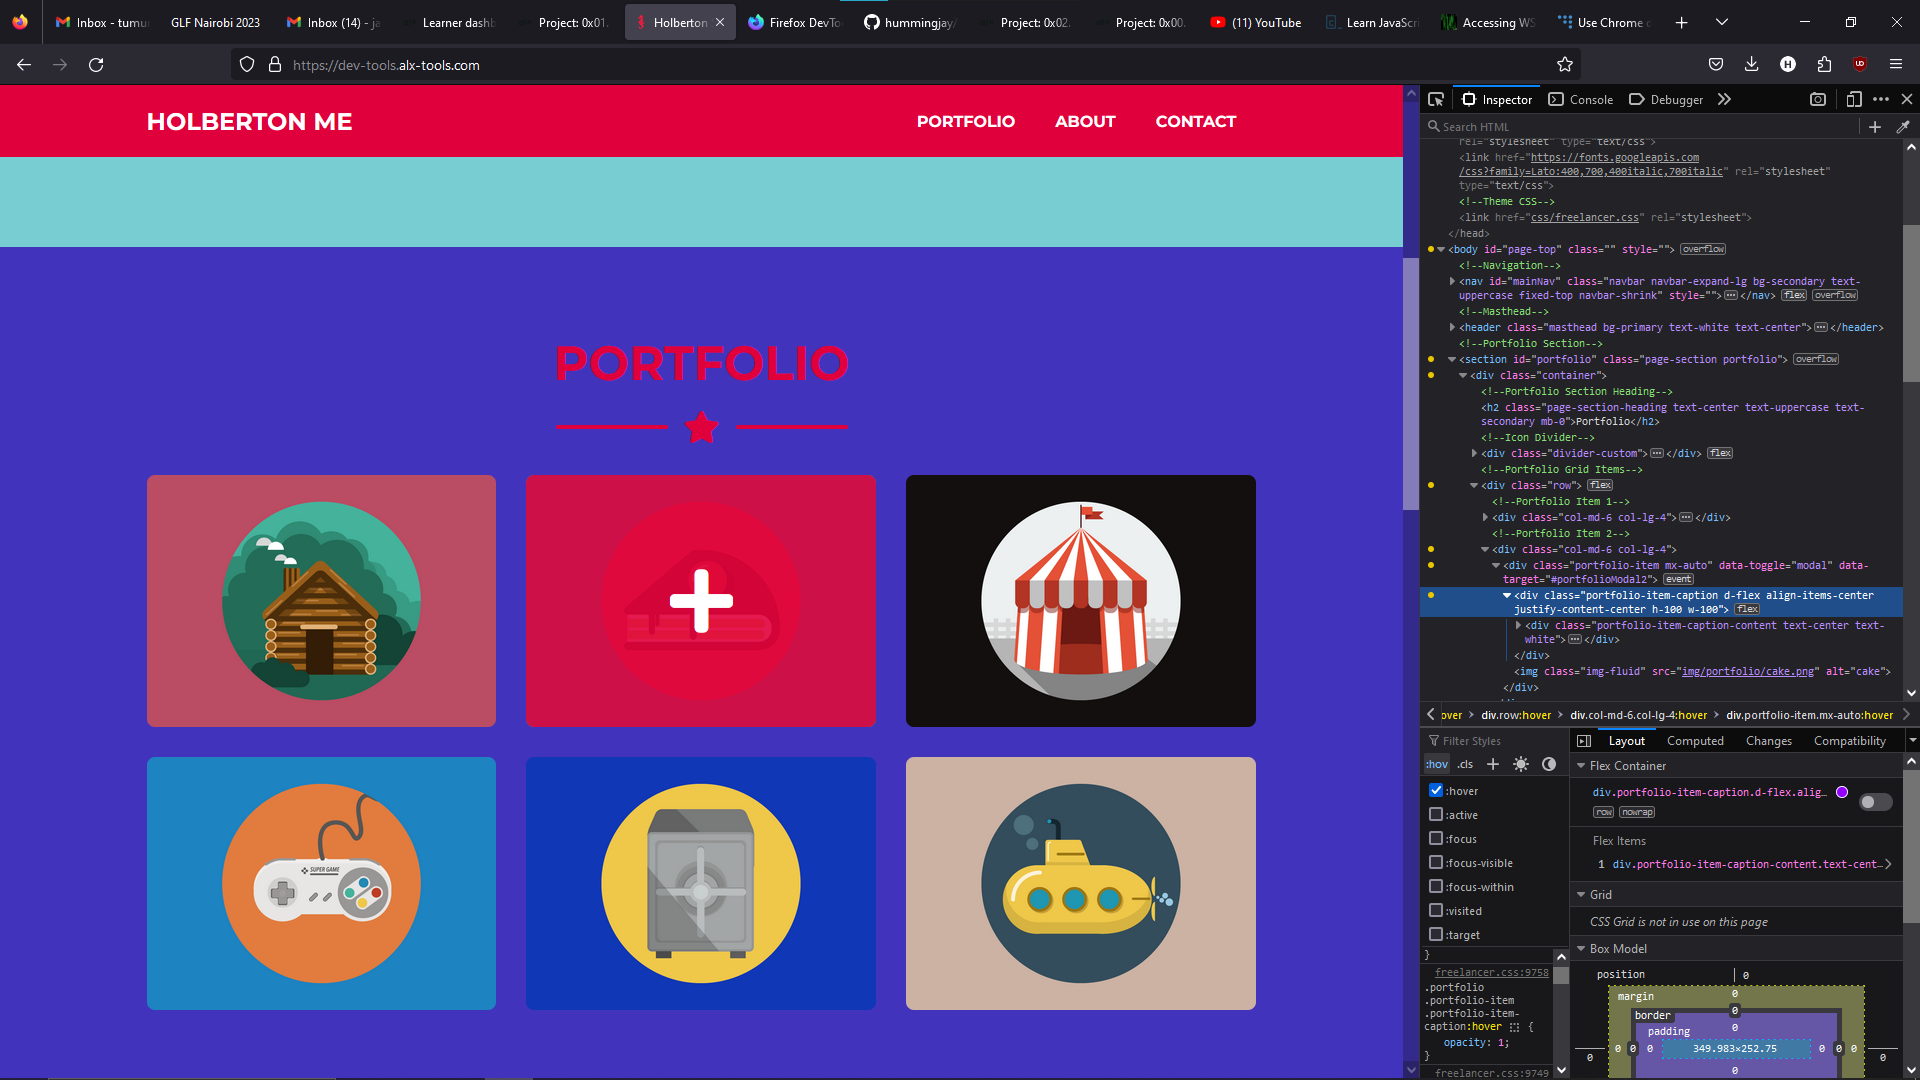 Inbox - tumu
GLF Nairobi 2023
Inbox (14) - ja
Learner dashb
Project: 0x01.
Holberton
Firefox DevTo
hummingjay/
Project: 0x02.
Project: 0x00.
(11) YouTube
Learn JavaScri
Accessing WS
Use Chrome d
https://dev-tools.alx-tools.com
HOLBERTON ME
PORTFOLIO
ABOUT
CONTACT
PORTFOLIO
SUPER GAME
Inspector
Console
Debugger
Search HTML
rel="stylesheet" type="text/css">
<link href="https://fonts.googleapis.com
/css?family=Lato:400,700,400italic,700italic" rel="stylesheet"
type="text/css">
<!--Theme CSS-->
<link href="css/freelancer.css" rel="stylesheet">
</head>
<body id="page-top" class="" style=""> overflow
<!--Navigation-->
<nav id="mainNav" class="navbar navbar-expand-lg bg-secondary text-
uppercase fixed-top navbar-shrink" style="">…</nav> flex overflow
<!--Masthead-->
<header class="masthead bg-primary text-white text-center">…</header>
<!--Portfolio Section-->
<section id="portfolio" class="page-section portfolio"> overflow
<div class="container">
<!--Portfolio Section Heading-->
<h2 class="page-section-heading text-center text-uppercase text-
secondary mb-0">Portfolio</h2>
<!--Icon Divider-->
<div class="divider-custom">…</div> flex
<!--Portfolio Grid Items-->
<div class="row"> flex
<!--Portfolio Item 1-->
<div class="col-md-6 col-lg-4">…</div>
<!--Portfolio Item 2-->
<div class="col-md-6 col-lg-4">
<div class="portfolio-item mx-auto" data-toggle="modal" data-
target="#portfolioModal2"> event
<div class="portfolio-item-caption d-flex align-items-center
justify-content-center h-100 w-100"> flex
<div class="portfolio-item-caption-content text-center text-
white">…</div>
</div>
<img class="img-fluid" src="img/portfolio/cake.png" alt="cake">
</div>
over > div.row:hover > div.col-md-6.col-lg-4:hover > div.portfolio-item.mx-auto:hover
Filter Styles
:hov .cls
:hover
:active
:focus
:focus-visible
:focus-within
:visited
:target
}
freelancer.css:9758
.portfolio
.portfolio-item
.portfolio-item-
caption:hover {
opacity: 1;
}
freelancer.css:9749
Layout
Computed
Changes
Compatibility
Flex Container
div.portfolio-item-caption.d-flex.alig…
row nowrap
Flex Items
1 div.portfolio-item-caption-content.text-cent…
Grid
CSS Grid is not in use on this page
Box Model
position 0
margin 0
border 0
padding 0
0 0 0 0 349.983×252.75 0 0 0 0
0